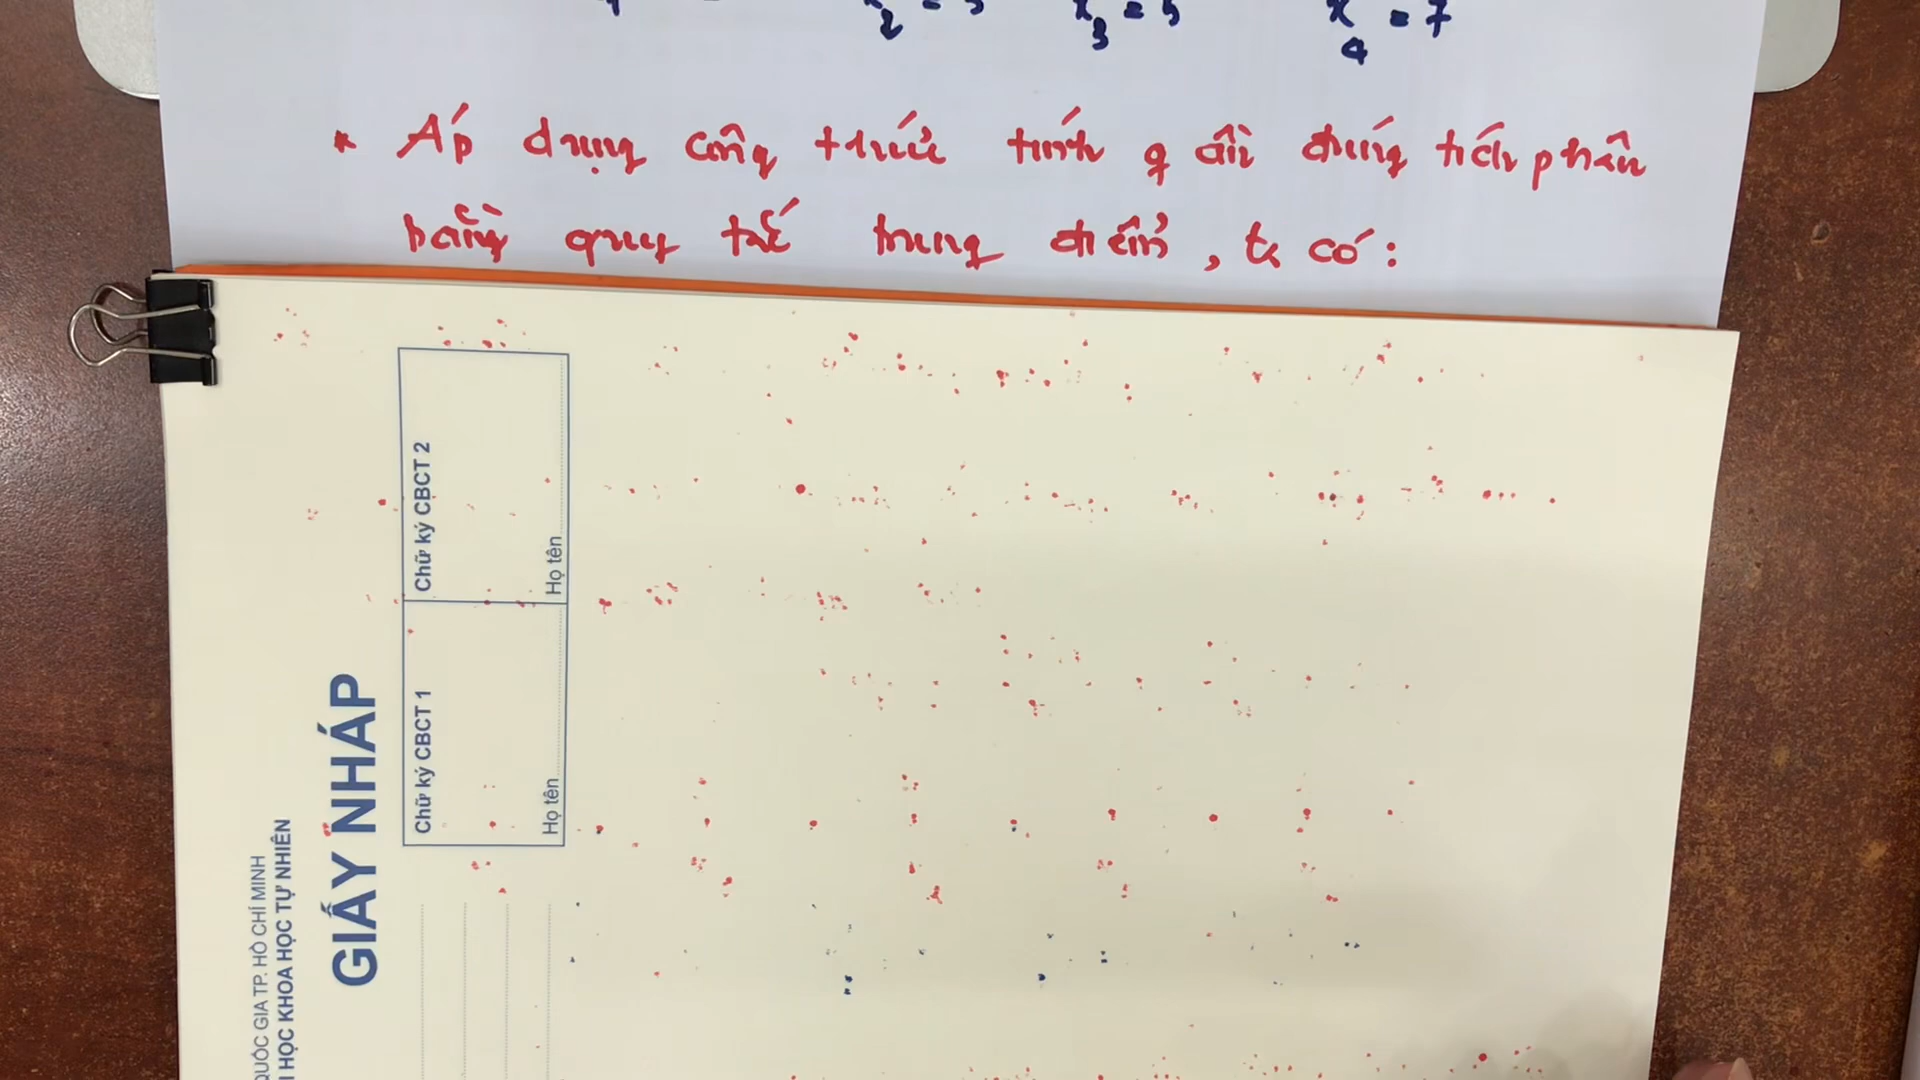 x₂ = 3 x₃ = 5 x₄ = 7
* Áp dụng công thức tính gần đúng tích phân
bằng quy tắc trung điểm, ta có:
QUỐC GIA TP. HỒ CHÍ MINH
HỌC KHOA HỌC TỰ NHIÊN
GIẤY NHÁP
Chữ ký CBCT 1
Họ tên
Chữ ký CBCT 2
Họ tên